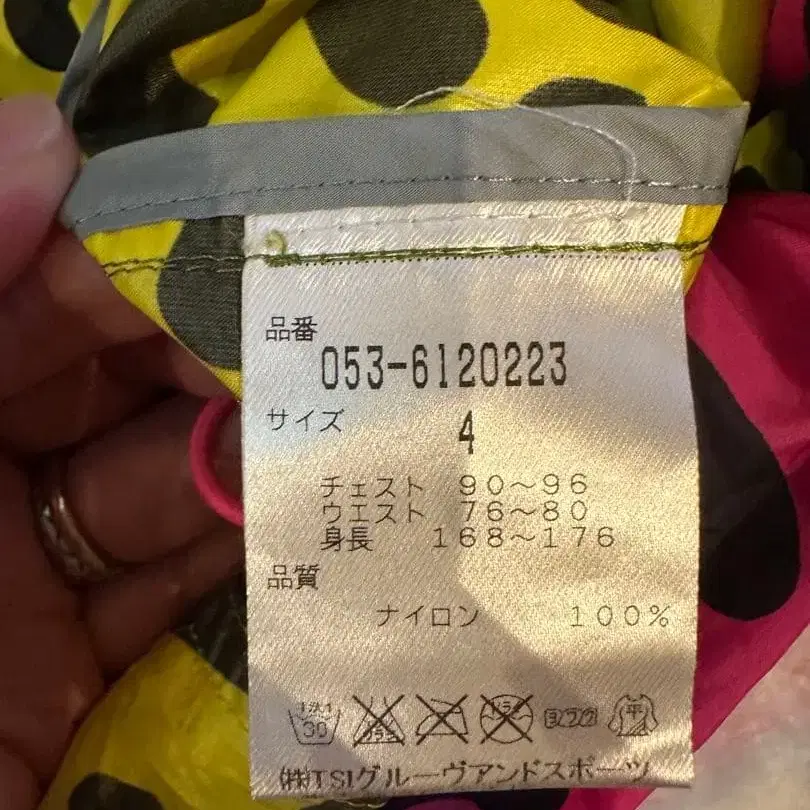 品番
053-6120223
サイズ
4
チェスト 90～96
ウエスト 76～80
身長 168～176
品質
ナイロン 100%
30 平
(株)TSIグルーヴアンドスポーツ